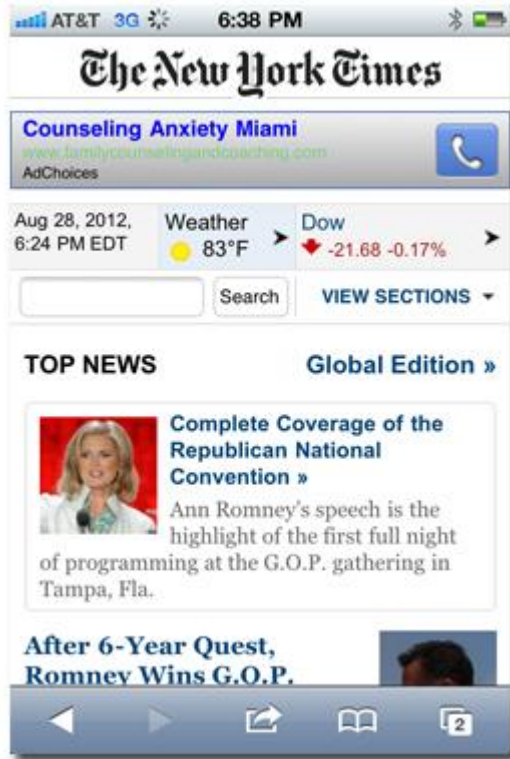 AT&T 3G 6:38 PM
The New York Times
Counseling Anxiety Miami
www.familycounselingandcoaching.com
AdChoices
Aug 28, 2012,
6:24 PM EDT
Weather
83°F
Dow
-21.68 -0.17%
Search
VIEW SECTIONS
TOP NEWS
Global Edition »
Complete Coverage of the
Republican National
Convention »
Ann Romney's speech is the
highlight of the first full night
of programming at the G.O.P. gathering in
Tampa, Fla.
After 6-Year Quest,
Romney Wins G.O.P.
2